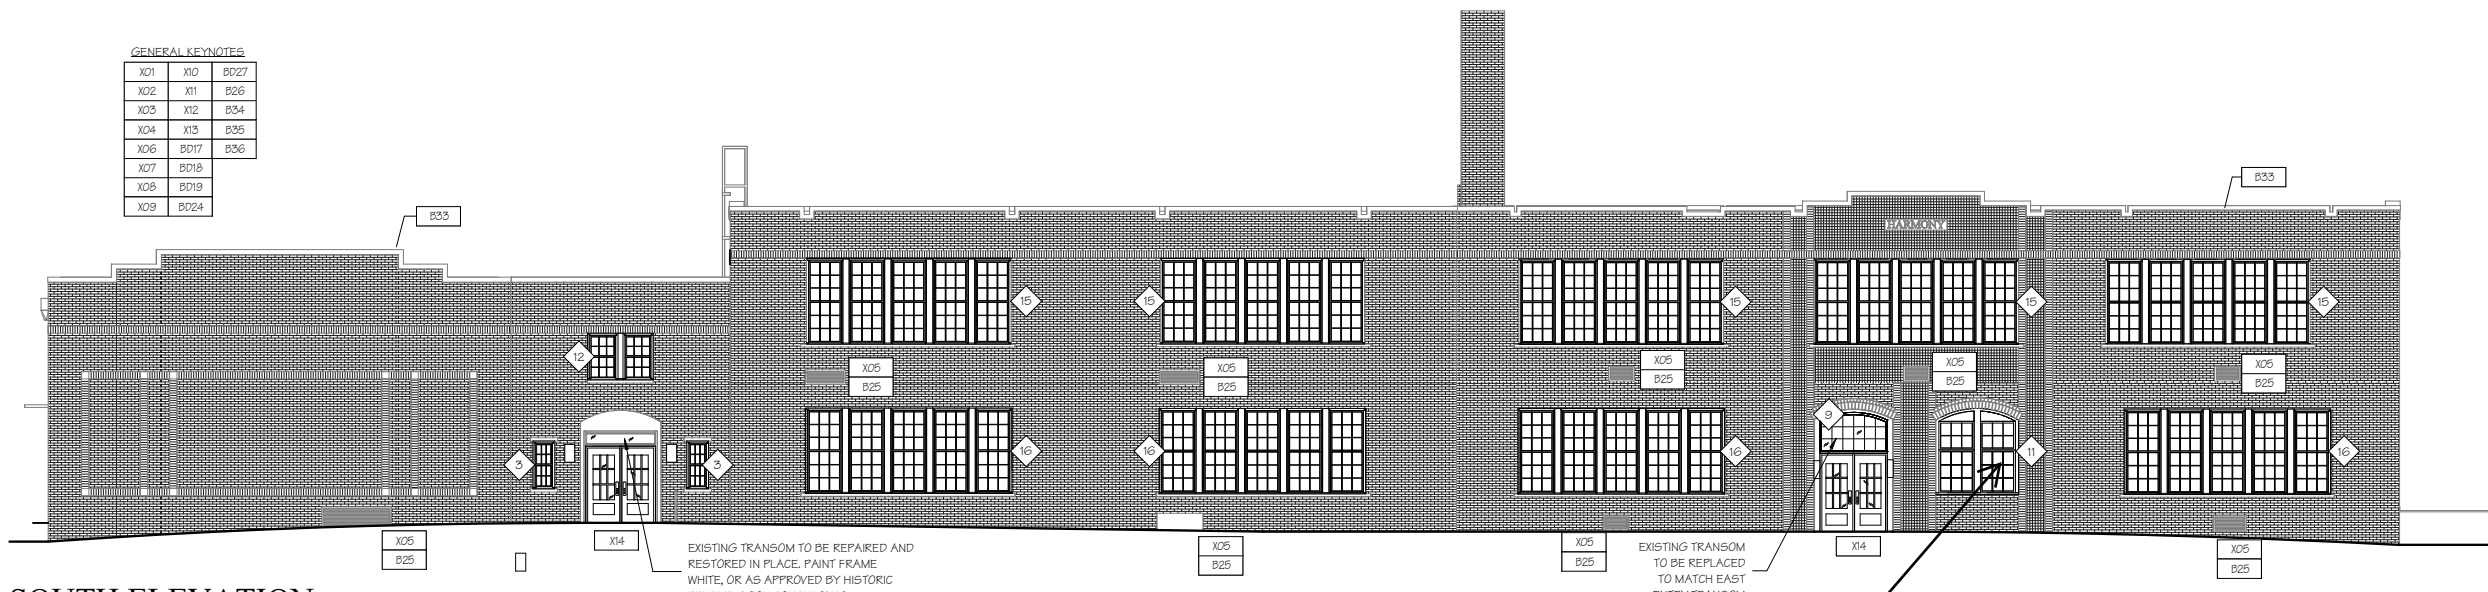 GENERAL KEYNOTES
X01 X10 BD27
X02 X11 B26
X03 X12 B34
X04 X13 B35
X06 BD17 B36
X07 BD18
X08 BD19
X09 BD24
B33
B33
HARMONY
15
15
15
15
15
12
X05
B25
X05
B25
X05
B25
X05
B25
X05
B25
9
3
3
16
16
16
11
16
X05
B25
X14
X05
B25
X05
B25
X14
X05
B25
EXISTING TRANSOM TO BE REPAIRED AND
RESTORED IN PLACE. PAINT FRAME
WHITE, OR AS APPROVED BY HISTORIC
EXISTING TRANSOM
TO BE REPLACED
TO MATCH EAST
SOUTH ELEVATION